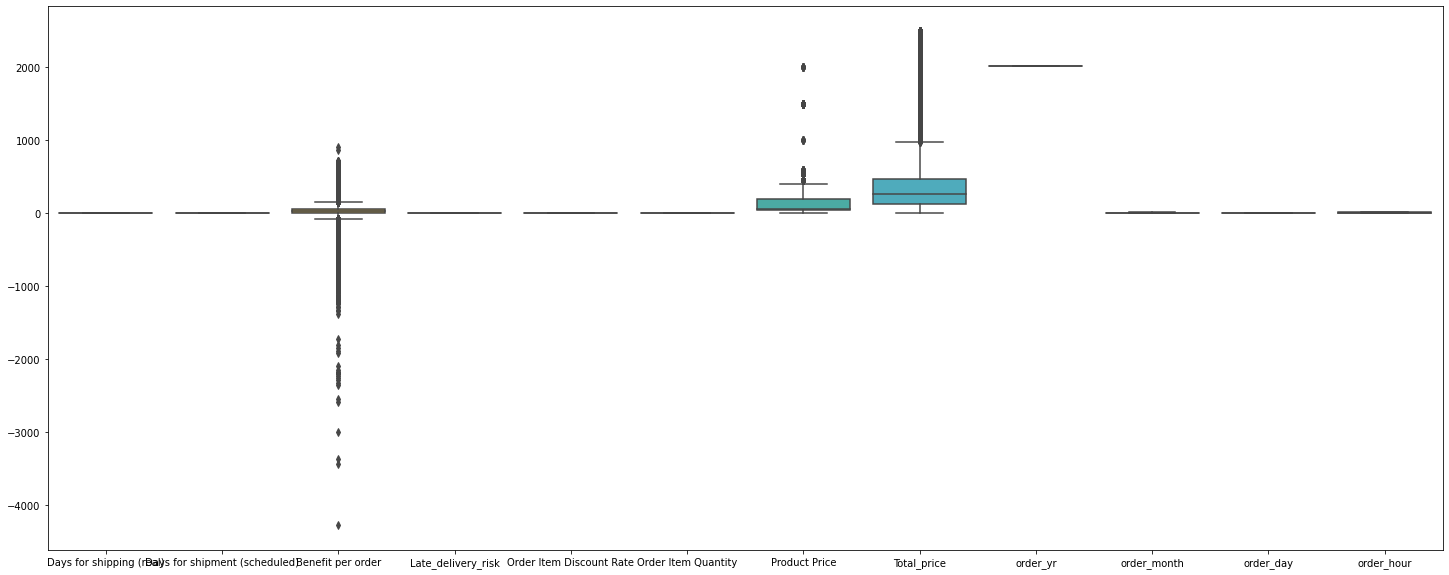 2000
1000
0
−1000
−2000
−3000
−4000
Days for shipping (real)
Days for shipment (scheduled)
Benefit per order
Late_delivery_risk
Order Item Discount Rate
Order Item Quantity
Product Price
Total_price
order_yr
order_month
order_day
order_hour